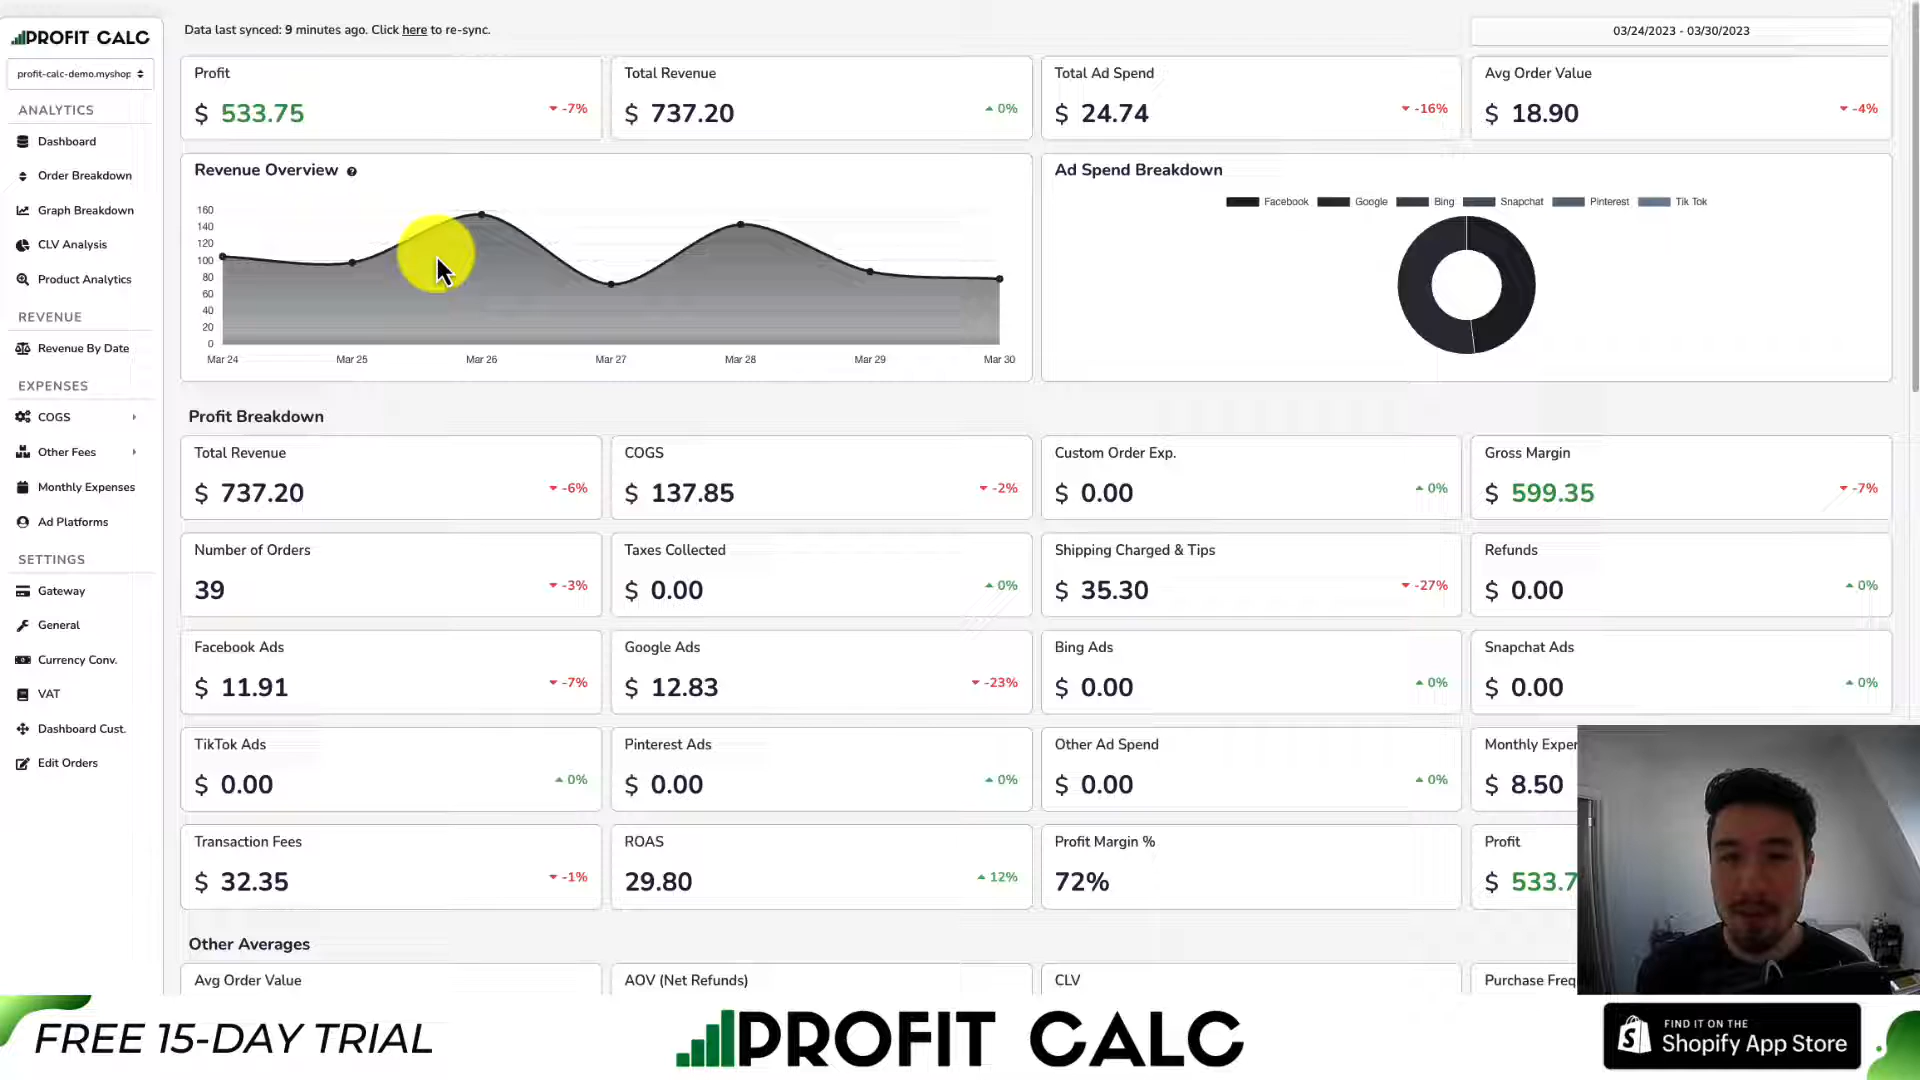 PROFIT CALC
profit-calc-demo.myshop
ANALYTICS
Dashboard
Order Breakdown
Graph Breakdown
CLV Analysis
Product Analytics
REVENUE
Revenue By Date
EXPENSES
COGS
Other Fees
Monthly Expenses
Ad Platforms
SETTINGS
Gateway
General
Currency Conv.
VAT
Dashboard Cust.
Edit Orders
Data last synced: 9 minutes ago. Click here to re-sync.
03/24/2023 - 03/30/2023
Profit
$ 533.75 -7%
Total Revenue
$ 737.20 0%
Total Ad Spend
$ 24.74 -16%
Avg Order Value
$ 18.90 -4%
Revenue Overview
160
140
120
100
80
60
40
20
0
Mar 24 Mar 25 Mar 26 Mar 27 Mar 28 Mar 29 Mar 30
Ad Spend Breakdown
Facebook Google Bing Snapchat Pinterest Tik Tok
Profit Breakdown
Total Revenue
$ 737.20 -6%
COGS
$ 137.85 -2%
Custom Order Exp.
$ 0.00 0%
Gross Margin
$ 599.35 -7%
Number of Orders
39 -3%
Taxes Collected
$ 0.00 0%
Shipping Charged & Tips
$ 35.30 -27%
Refunds
$ 0.00 0%
Facebook Ads
$ 11.91 -7%
Google Ads
$ 12.83 -23%
Bing Ads
$ 0.00 0%
Snapchat Ads
$ 0.00 0%
TikTok Ads
$ 0.00 0%
Pinterest Ads
$ 0.00 0%
Other Ad Spend
$ 0.00 0%
Monthly Exper
$ 8.50
Transaction Fees
$ 32.35 -1%
ROAS
29.80 12%
Profit Margin %
72%
Profit
$ 533.7
Other Averages
Avg Order Value
AOV (Net Refunds)
CLV
Purchase Freq
FREE 15-DAY TRIAL
PROFIT CALC
FIND IT ON THE
Shopify App Store